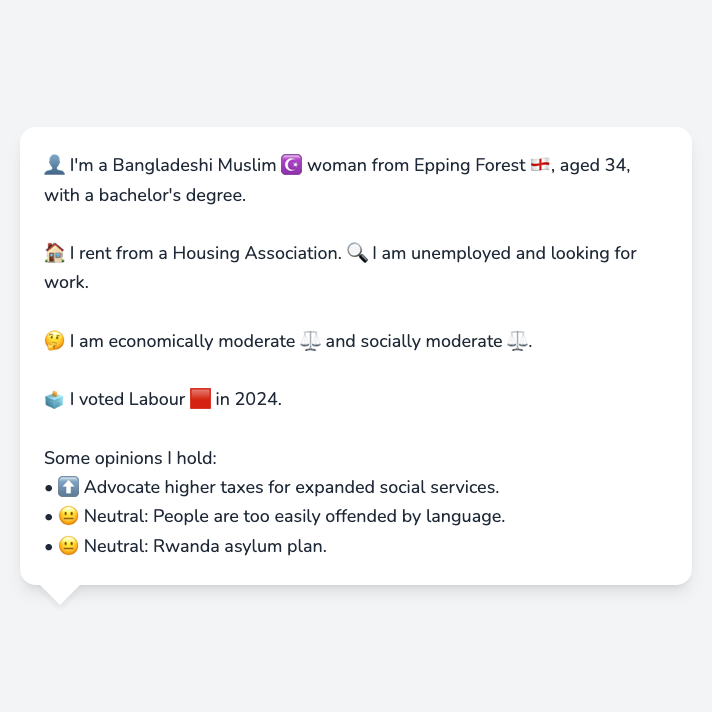 👤 I'm a Bangladeshi Muslim ☪️ woman from Epping Forest 🏴󠁧󠁢󠁥󠁮󠁧󠁿, aged 34,
with a bachelor's degree.
🏠 I rent from a Housing Association. 🔍 I am unemployed and looking for
work.
🤔 I am economically moderate ⚖️ and socially moderate ⚖️.
🗳️ I voted Labour 🟥 in 2024.
Some opinions I hold:
• ⬆️ Advocate higher taxes for expanded social services.
• 😐 Neutral: People are too easily offended by language.
• 😐 Neutral: Rwanda asylum plan.